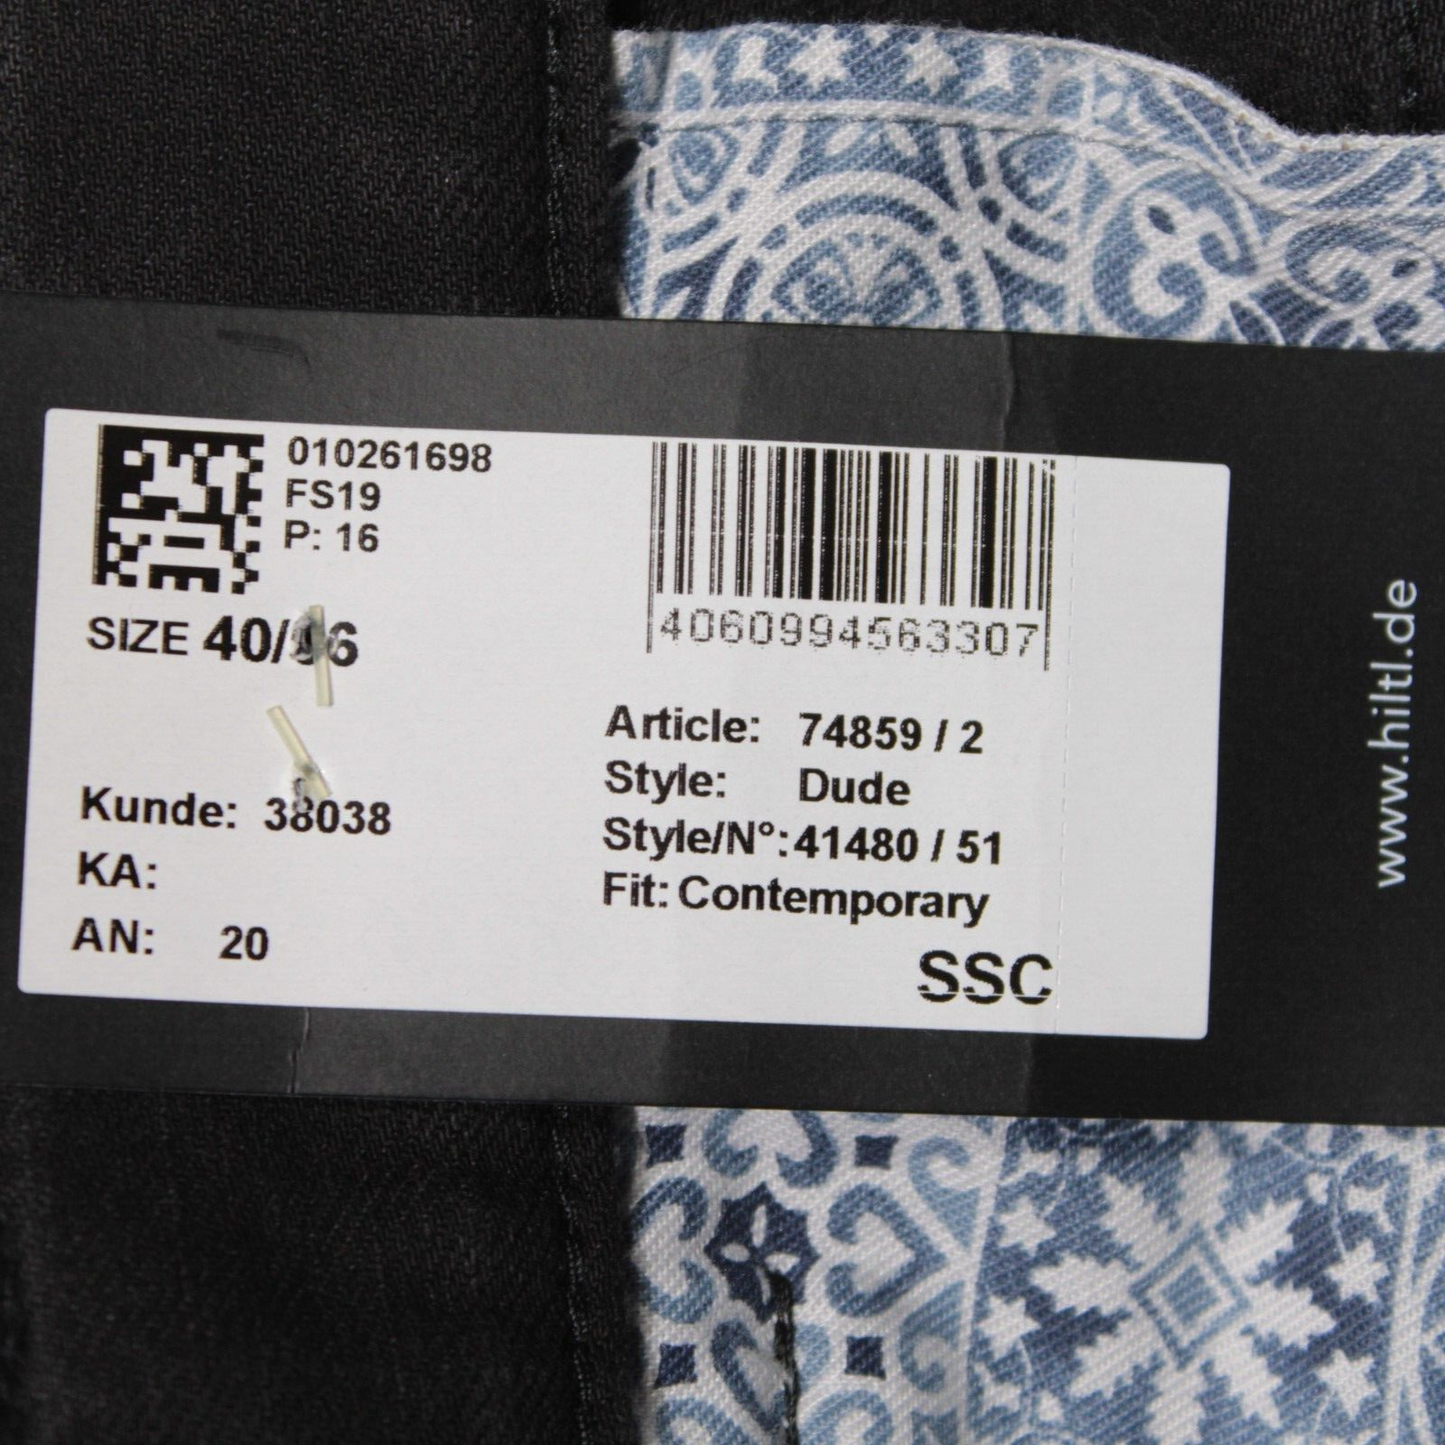 010261698
FS19
P: 16
SIZE 40/
4060994563307
Kunde: 38038
KA:
AN: 20
Article: 74859 / 2
Style: Dude
Style/N°:41480 / 51
Fit: Contemporary
SSC
www.hiltl.de